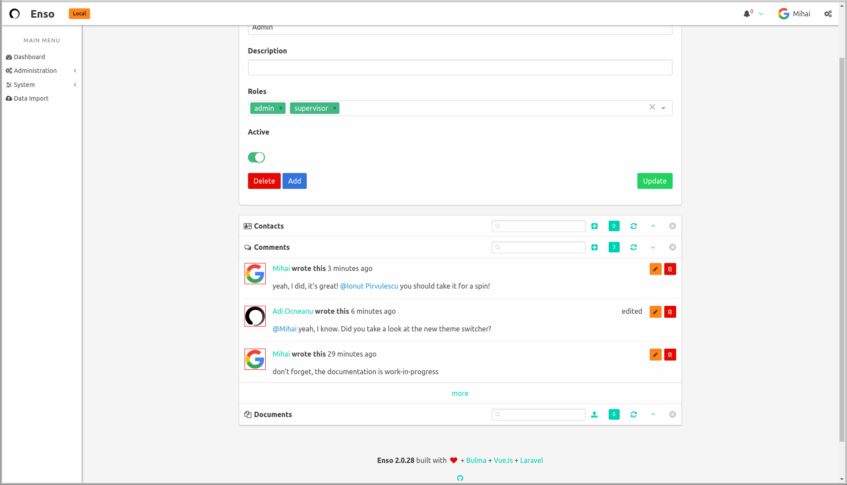 Enso Local 0 Mihai
MAIN MENU
Dashboard
Administration
System
Data Import
Admin
Description
Roles
admin supervisor
Active
Delete Add Update
Contacts 0
Comments 3
Mihai wrote this 3 minutes ago
yeah, I did, it's great! @Ionut Pirvulescu you should take it for a spin!
Adi Ocneanu wrote this 6 minutes ago edited
@Mihai yeah, I know. Did you take a look at the new theme switcher?
Mihai wrote this 29 minutes ago
don't forget, the documentation is work-in-progress
more
Documents 0
Enso 2.0.28 built with ❤ + Bulma + VueJs + Laravel